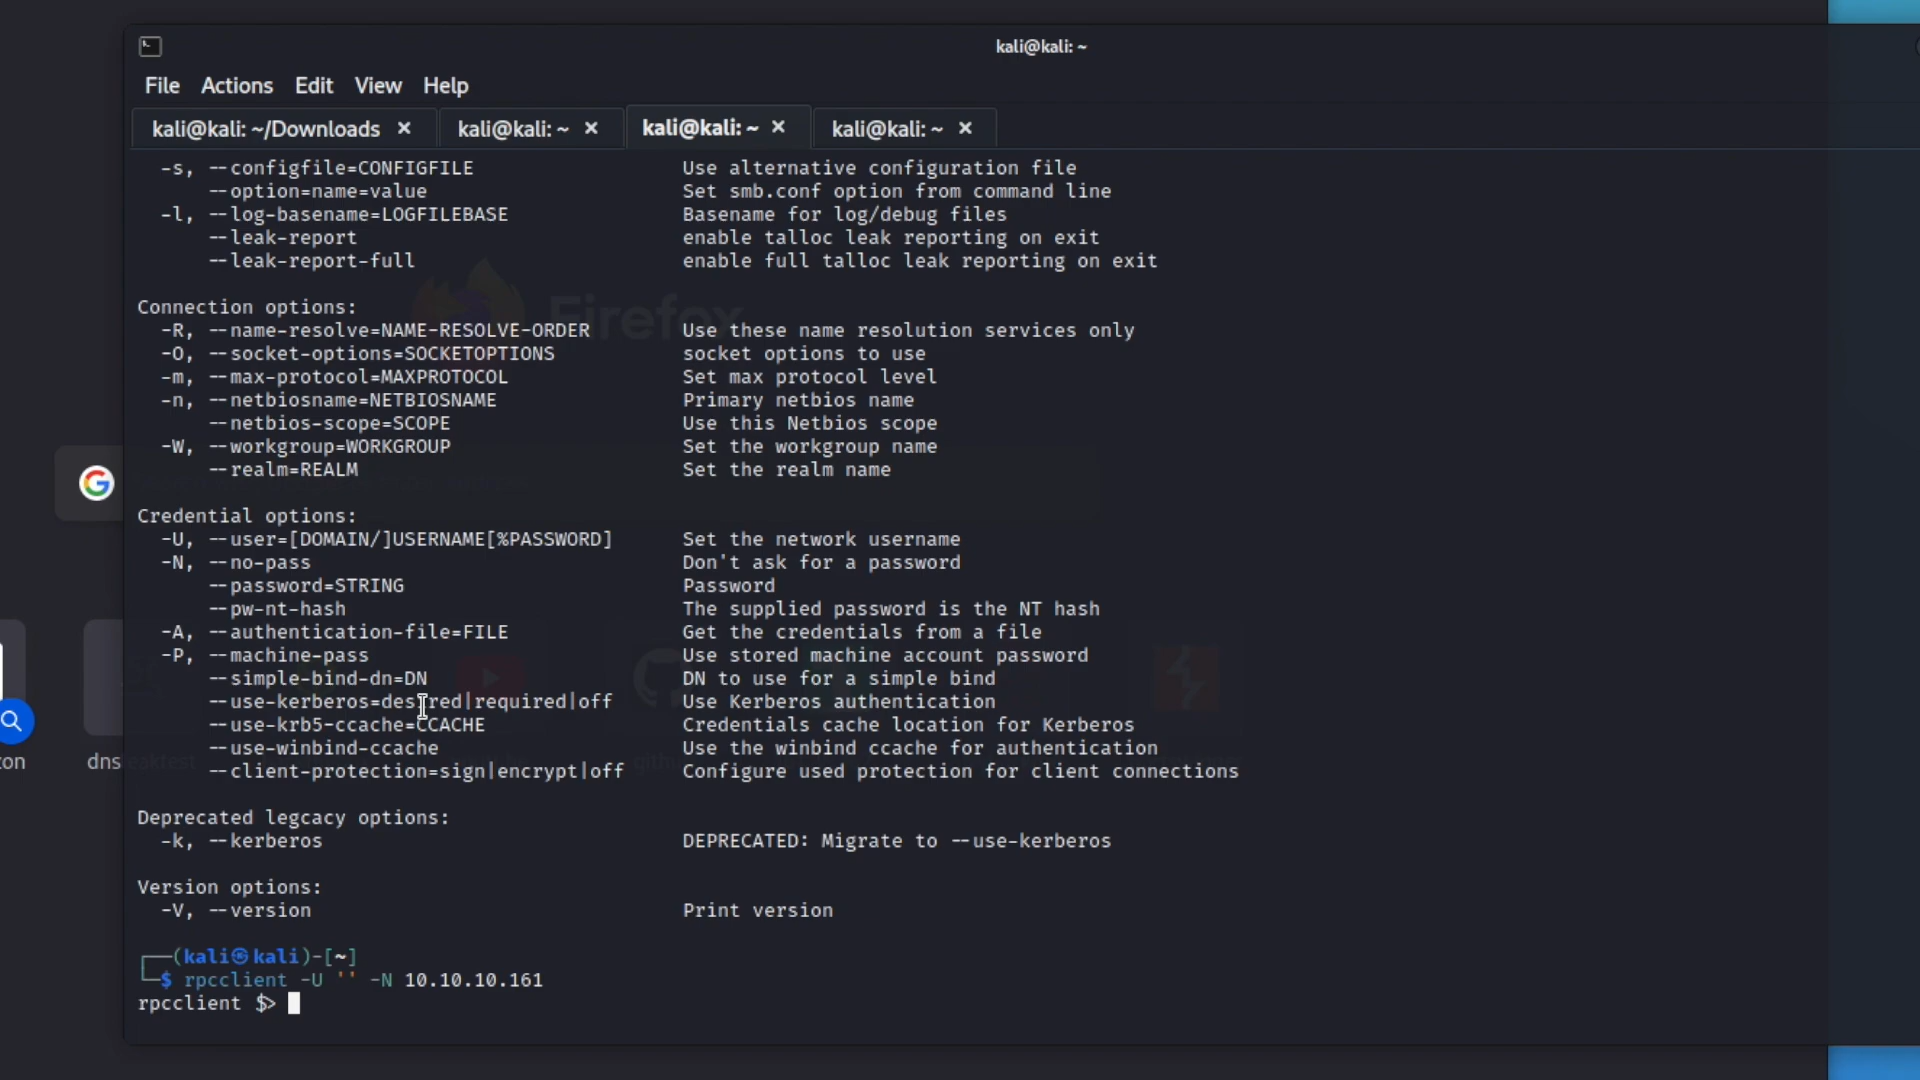 kali@kali: ~
File Actions Edit View Help
kali@kali: ~/Downloads × kali@kali: ~ × kali@kali: ~ × kali@kali: ~ ×
-s, --configfile=CONFIGFILE Use alternative configuration file
--option=name=value Set smb.conf option from command line
-l, --log-basename=LOGFILEBASE Basename for log/debug files
--leak-report enable talloc leak reporting on exit
--leak-report-full enable full talloc leak reporting on exit
Firefox
Connection options:
-R, --name-resolve=NAME-RESOLVE-ORDER Use these name resolution services only
-O, --socket-options=SOCKETOPTIONS socket options to use
-m, --max-protocol=MAXPROTOCOL Set max protocol level
-n, --netbiosname=NETBIOSNAME Primary netbios name
--netbios-scope=SCOPE Use this Netbios scope
-W, --workgroup=WORKGROUP Set the workgroup name
--realm=REALM Set the realm name
Credential options:
-U, --user=[DOMAIN/]USERNAME[%PASSWORD] Set the network username
-N, --no-pass Don't ask for a password
--password=STRING Password
--pw-nt-hash The supplied password is the NT hash
-A, --authentication-file=FILE Get the credentials from a file
-P, --machine-pass Use stored machine account password
--simple-bind-dn=DN DN to use for a simple bind
--use-kerberos=desired|required|off Use Kerberos authentication
--use-krb5-ccache=CCACHE Credentials cache location for Kerberos
--use-winbind-ccache Use the winbind ccache for authentication
--client-protection=sign|encrypt|off Configure used protection for client connections
on
dnsleaktest
Deprecated legcacy options:
-k, --kerberos DEPRECATED: Migrate to --use-kerberos
Version options:
-V, --version Print version
┌──(kali㉿kali)-[~]
└─$ rpcclient -U '' -N 10.10.10.161
rpcclient $>